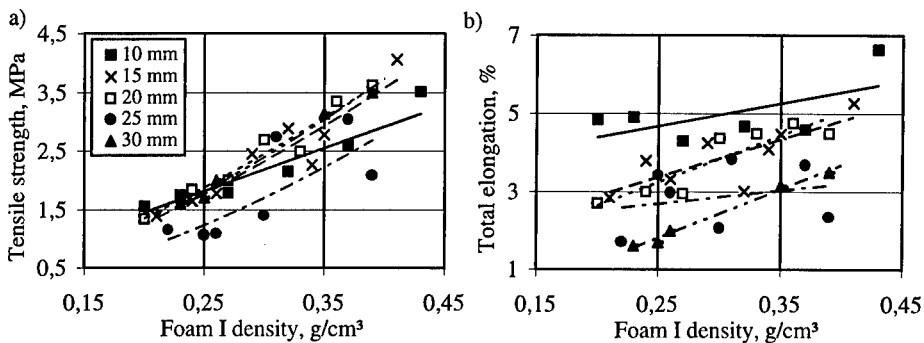 a)
Tensile strength, MPa
4,5
3,5
2,5
1,5
0,5
10 mm
15 mm
20 mm
25 mm
30 mm
0,15
0,25
0,35
0,45
Foam I density, g/cm³
b)
Total elongation, %
7
5
3
1
0,15
0,25
0,35
0,45
Foam I density, g/cm³